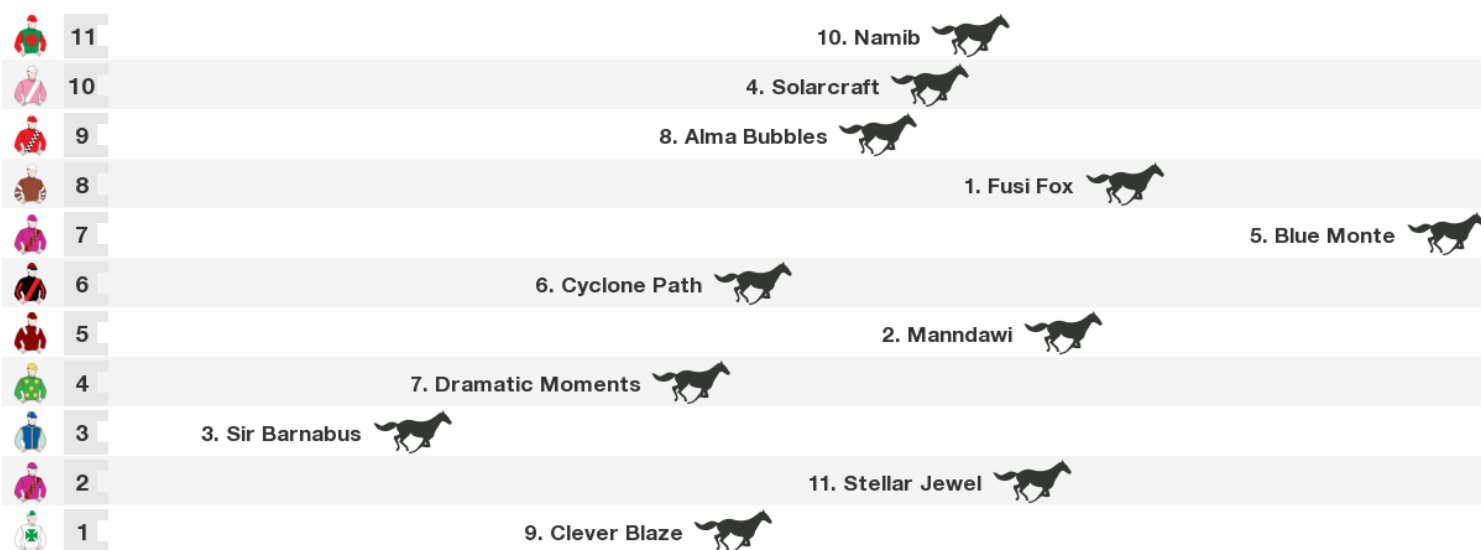 11 10. Namib
10 4. Solarcraft
9 8. Alma Bubbles
8 1. Fusi Fox
7 5. Blue Monte
6 6. Cyclone Path
5 2. Manndawi
4 7. Dramatic Moments
3 3. Sir Barnabus
2 11. Stellar Jewel
1 9. Clever Blaze